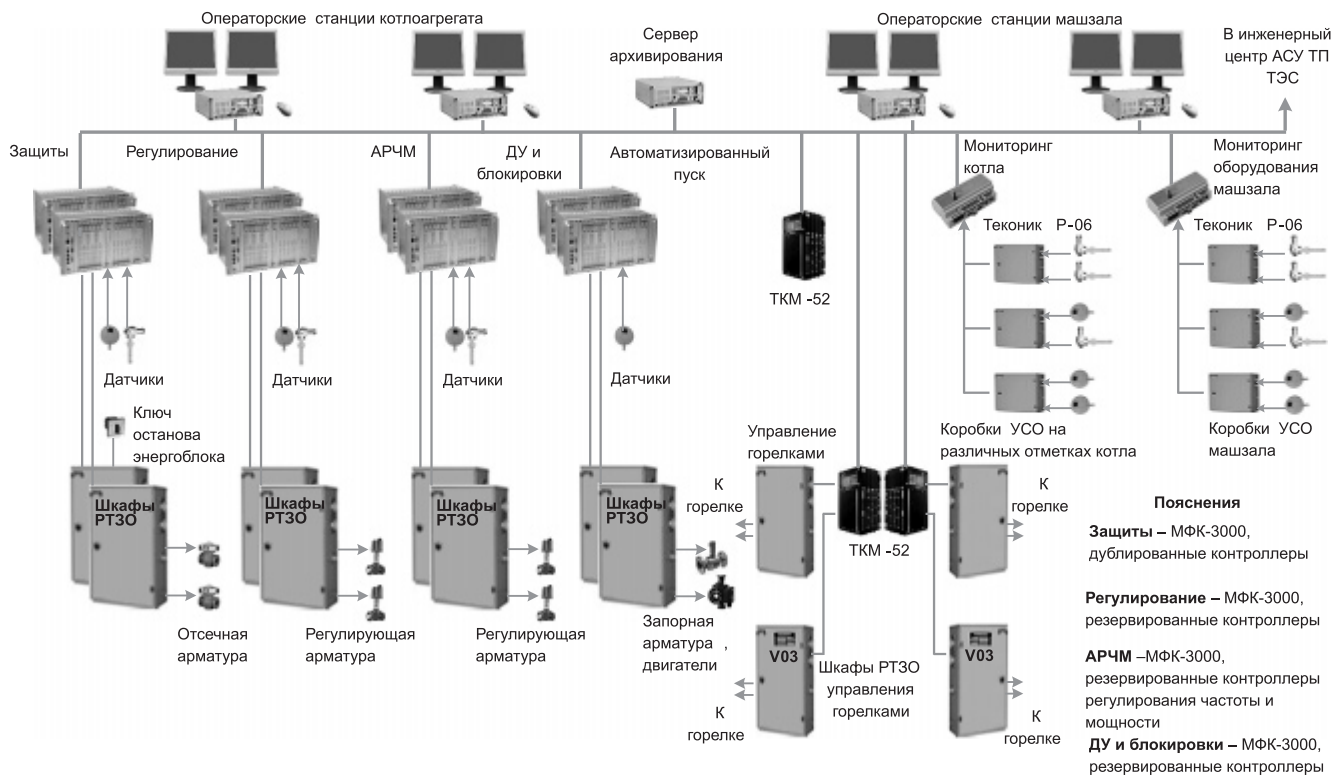 Операторские станции котлоагрегата
Сервер
архивирования
Операторские станции машзала
В инженерный
центр АСУ ТП
ТЭС
Защиты
Регулирование
АРЧМ
ДУ и
блокировки
Автоматизированный
пуск
Мониторинг
котла
Мониторинг
оборудования
машзала
ТКМ -52
Теконик Р-06
Теконик Р-06
Датчики
Датчики
Датчики
Датчики
Ключ
останова
энергоблока
Управление
горелками
Коробки УСО на
различных отметках котла
Коробки УСО
машзала
Шкафы
РТЗО
Шкафы
РТЗО
Шкафы
РТЗО
Шкафы
РТЗО
К
горелке
ТКМ -52
К
горелке
Отсечная
арматура
Регулирующая
арматура
Регулирующая
арматура
Запорная
арматура ,
двигатели
V03
Шкафы РТЗО
управления
горелками
V03
К
горелке
К
горелке
Пояснения
Защиты – МФК-3000,
дублированные контроллеры
Регулирование – МФК-3000,
резервированные контроллеры
АРЧМ –МФК-3000,
резервированные контроллеры
регулирования частоты и
мощности
ДУ и блокировки – МФК-3000,
резервированные контроллеры